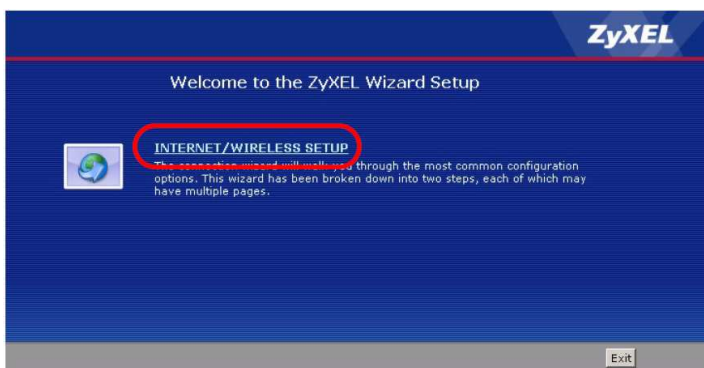 ZyXEL
Welcome to the ZyXEL Wizard Setup
INTERNET/WIRELESS SETUP
The connection wizard will walk you through the most common configuration
options. This wizard has been broken down into two steps, each of which may
have multiple pages.
Exit